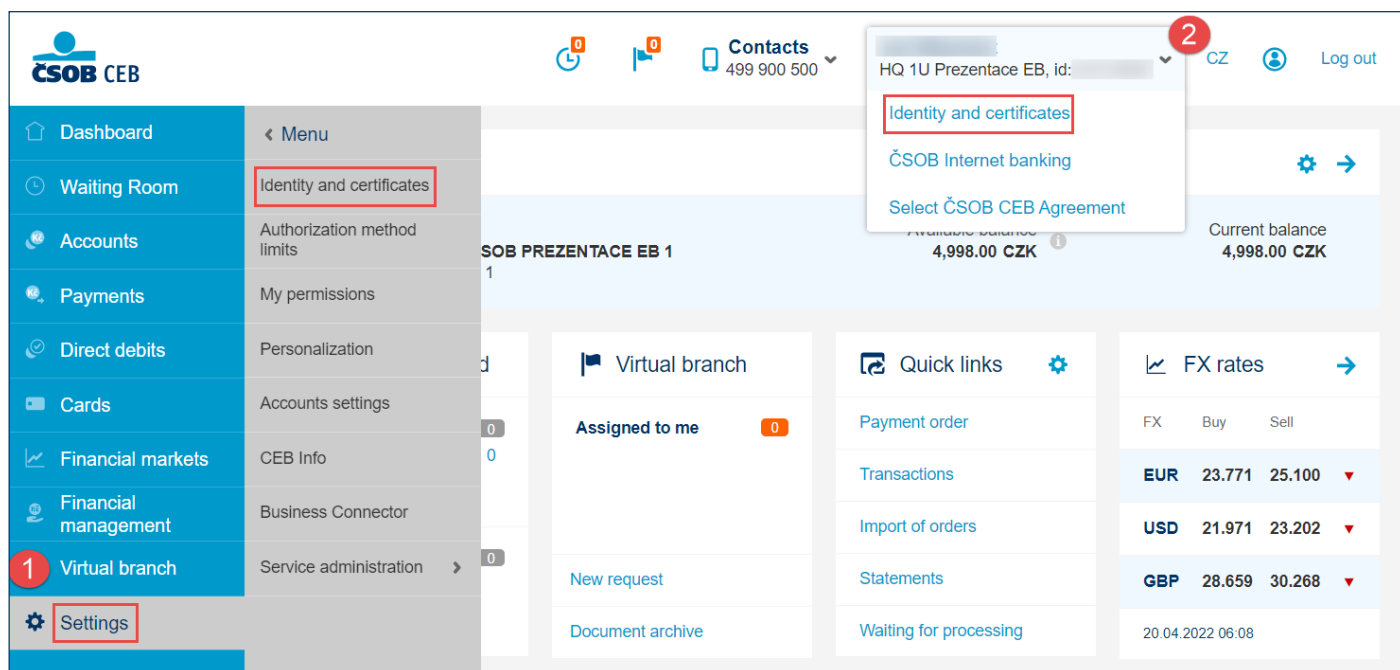 ČSOB CEB
0
0
Contacts
499 900 500
HQ 1U Prezentace EB, id:
2
CZ
Log out
Identity and certificates
ČSOB Internet banking
Select ČSOB CEB Agreement
Dashboard
Waiting Room
Accounts
Payments
Direct debits
Cards
Financial markets
Financial
management
1
Virtual branch
Settings
Menu
Identity and certificates
Authorization method
limits
My permissions
Personalization
Accounts settings
CEB Info
Business Connector
Service administration
SOB PREZENTACE EB 1
1
Available balance
4,998.00 CZK
Current balance
4,998.00 CZK
d
0
0
0
Virtual branch
Assigned to me 0
New request
Document archive
Quick links
Payment order
Transactions
Import of orders
Statements
Waiting for processing
FX rates
FX Buy Sell
EUR 23.771 25.100
USD 21.971 23.202
GBP 28.659 30.268
20.04.2022 06:08